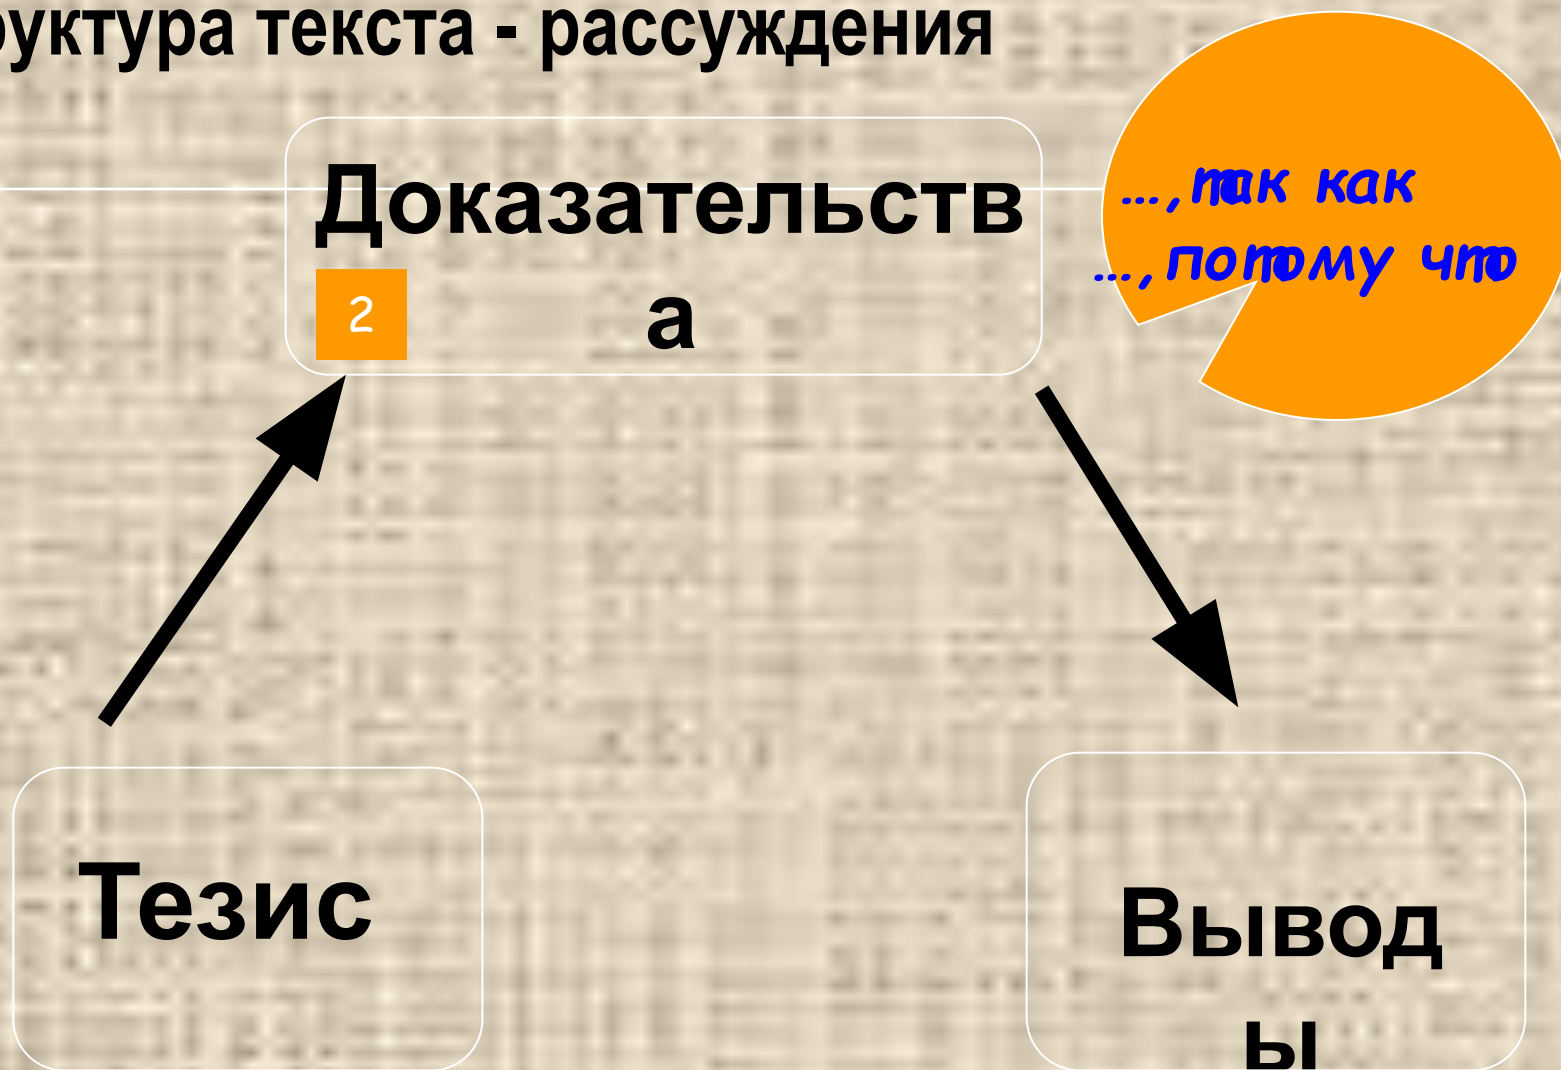 руктура текста - рассуждения
Доказательств
а
2
...,так как
...,потому что
Тезис
Вывод
ы